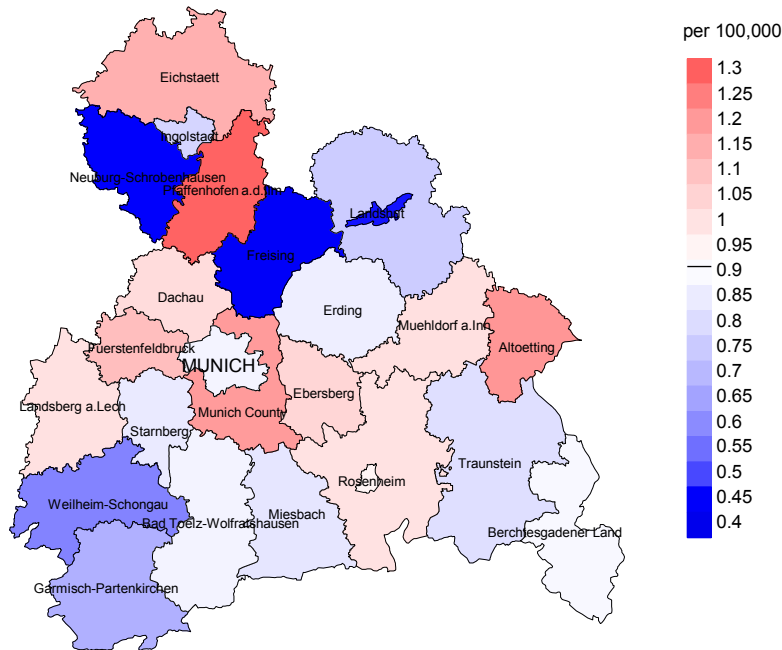 per 100,000
1.3
1.25
1.2
1.15
1.1
1.05
1
0.95
0.9
0.85
0.8
0.75
0.7
0.65
0.6
0.55
0.5
0.45
0.4
Eichstaett
Ingolstadt
Neuburg-Schrobenhausen
Pfaffenhofen a.d.Ilm
Landshut
Freising
Dachau
Erding
Muehldorf a.Inn
Fuerstenfeldbruck
Altoetting
MUNICH
Ebersberg
Landsberg a.Lech
Munich County
Starnberg
Traunstein
Rosenheim
Weilheim-Schongau
Miesbach
Bad Toelz-Wolfratshausen
Berchtesgadener Land
Garmisch-Partenkirchen